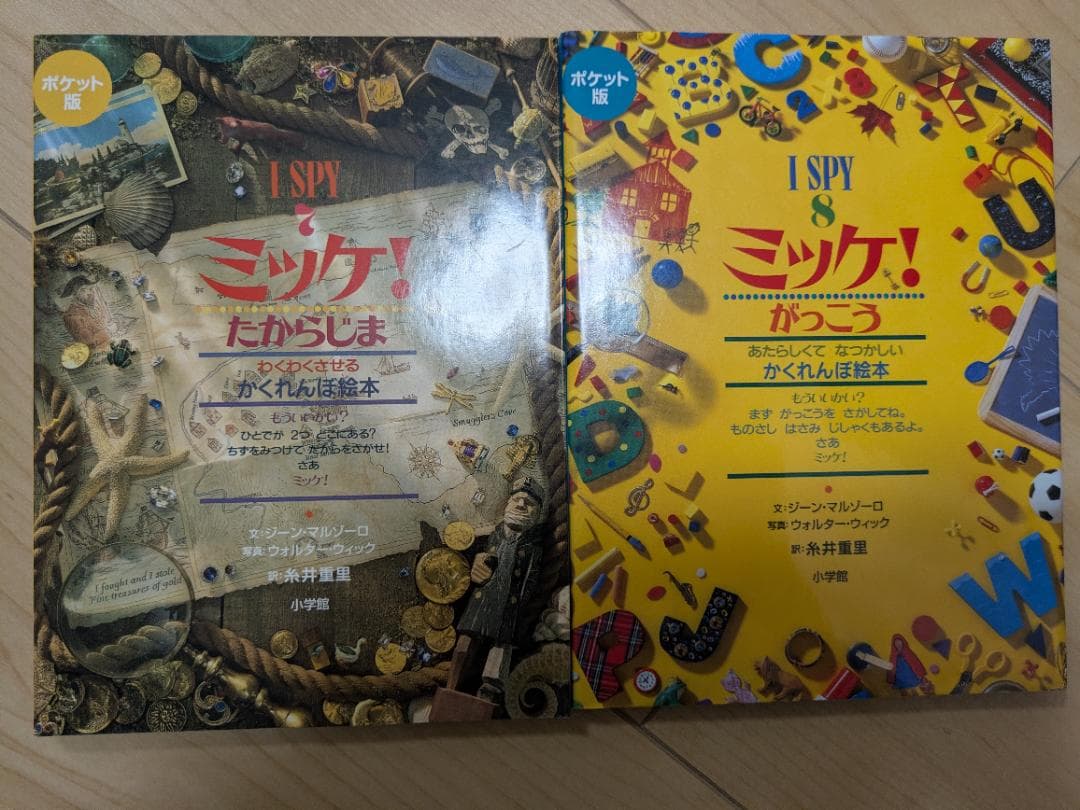 ポケット
版
I SPY
7
ミッケ!
たからじま
わくわくさせる
かくれんぼ絵本
もういいかい?
ひとでが 2つ どこにある?
ちずをみつけて たからをさがせ!
さあ
ミッケ!
文:ジーン・マルゾーロ
写真:ウォルター・ウィック
訳:糸井重里
小学館
Smugglers Cove
I fought and I stole
Fine treasures of gold
ポケット
版
I SPY
8
ミッケ!
がっこう
あたらしくて なつかしい
かくれんぼ絵本
もういいかい?
まず がっこうを さがしてね。
ものさし はさみ じしゃくもあるよ。
さあ
ミッケ!
文:ジーン・マルゾーロ
写真:ウォルター・ウィック
訳:糸井重里
小学館
B
C
2
U
D
B
J
W